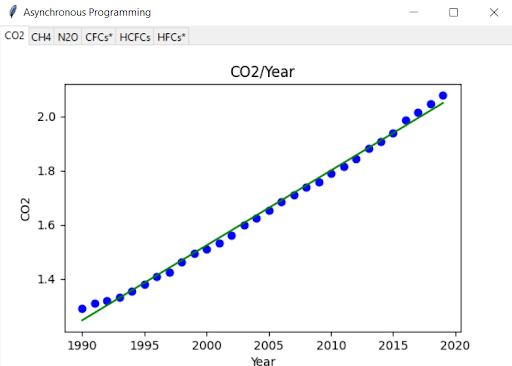 Asynchronous Programming
CO2 CH4 N2O CFCs* HCFCs HFCs*
CO2/Year
2.0
1.8
1.6
1.4
CO2
1990 1995 2000 2005 2010 2015 2020
Year